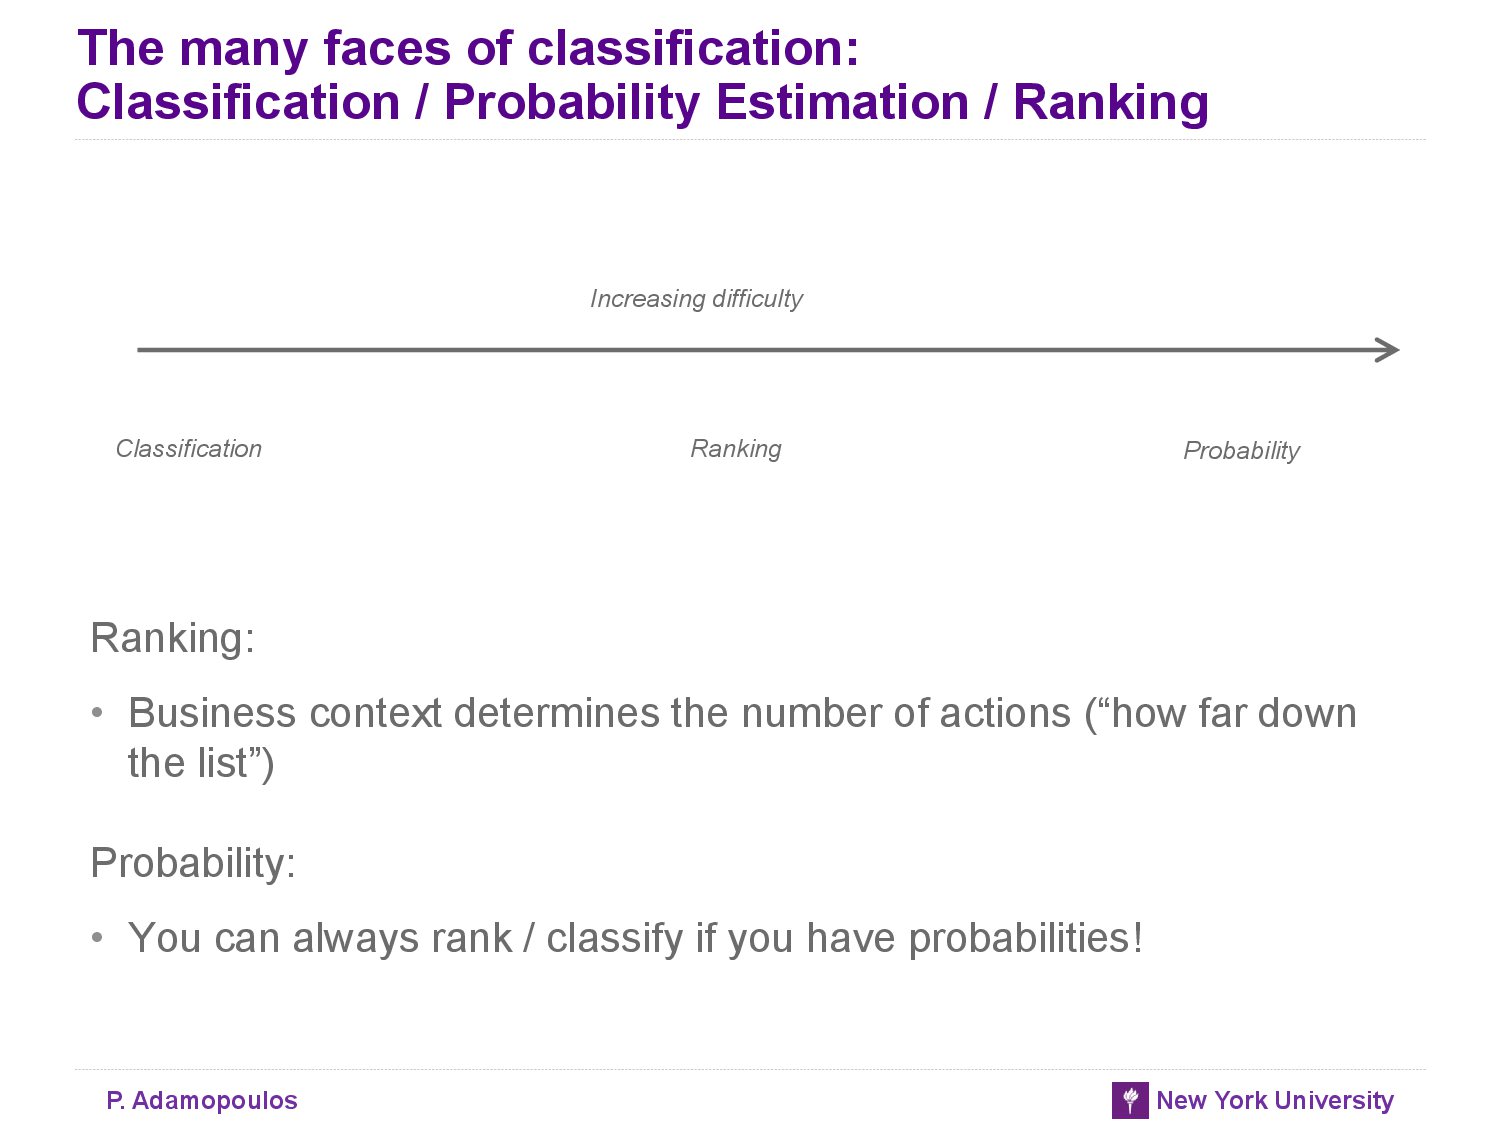 The many faces of classification:
Classification / Probability Estimation / Ranking
Increasing difficulty
Classification
Ranking
Probability
Ranking:
• Business context determines the number of actions (“how far down
the list”)
Probability:
• You can always rank / classify if you have probabilities!
P. Adamopoulos
New York University